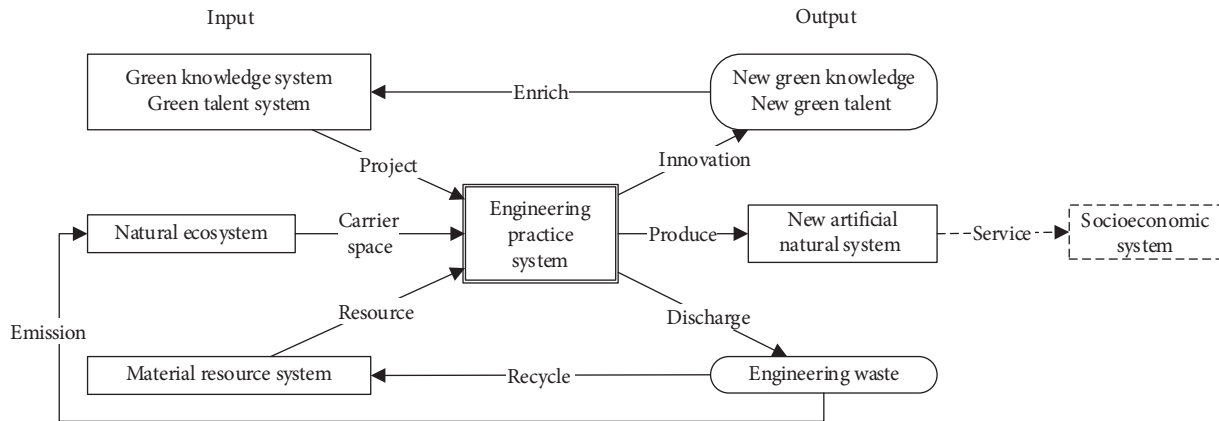 Input
Output
Green knowledge system
Green talent system
Enrich
New green knowledge
New green talent
Project
Innovation
Natural ecosystem
Carrier
space
Engineering
practice
system
Produce
New artificial
natural system
Service
Socioeconomic
system
Resource
Discharge
Emission
Material resource system
Recycle
Engineering waste